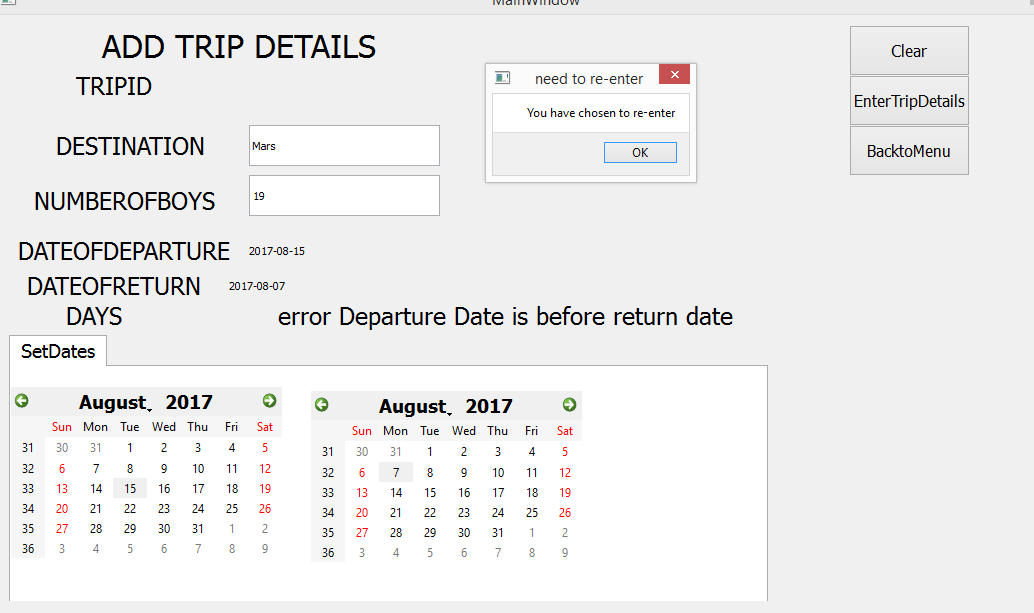 MainWindow
ADD TRIP DETAILS
TRIPID
DESTINATION
Mars
NUMBEROFBOYS
19
DATEOFDEPARTURE
2017-08-15
DATEOFRETURN
2017-08-07
DAYS
error Departure Date is before return date
need to re-enter
You have chosen to re-enter
OK
Clear
EnterTripDetails
BacktoMenu
SetDates
August 2017
Sun Mon Tue Wed Thu Fri Sat
31 30 31 1 2 3 4 5
32 6 7 8 9 10 11 12
33 13 14 15 16 17 18 19
34 20 21 22 23 24 25 26
35 27 28 29 30 31 1 2
36 3 4 5 6 7 8 9
August 2017
Sun Mon Tue Wed Thu Fri Sat
31 30 31 1 2 3 4 5
32 6 7 8 9 10 11 12
33 13 14 15 16 17 18 19
34 20 21 22 23 24 25 26
35 27 28 29 30 31 1 2
36 3 4 5 6 7 8 9